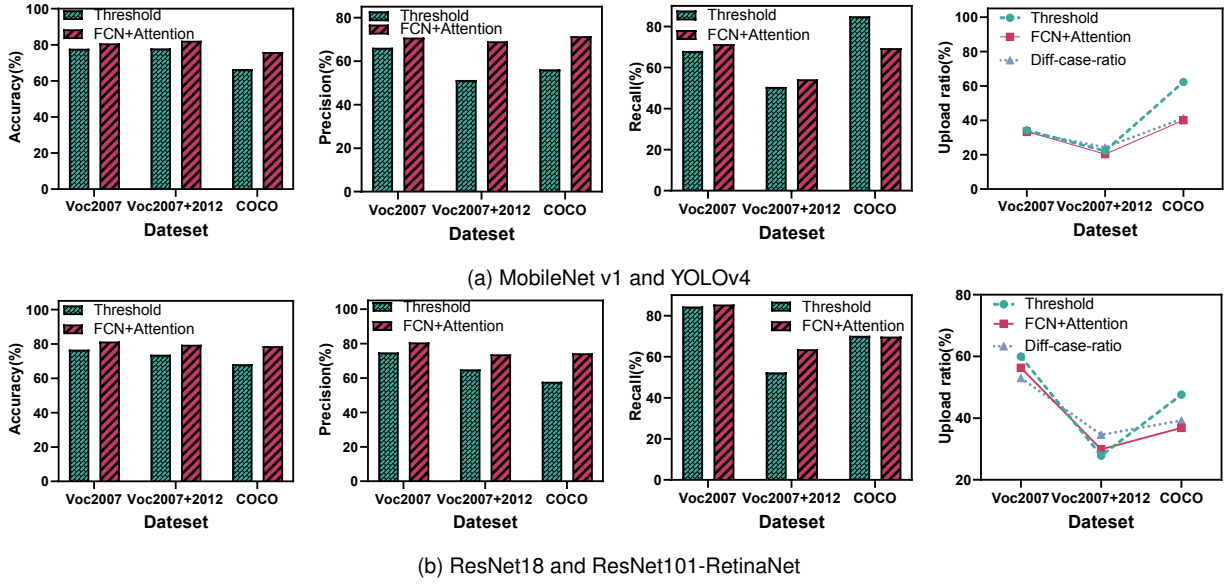 Accuracy(%)
100
80
60
40
20
0
Threshold
FCN+Attention
Voc2007 Voc2007+2012 COCO
Dateset
Precision(%)
80
60
40
20
0
Threshold
FCN+Attention
Voc2007 Voc2007+2012 COCO
Dateset
Recall(%)
80
60
40
20
0
Threshold
FCN+Attention
Voc2007 Voc2007+2012 COCO
Dateset
Upload ratio(%)
100
80
60
40
20
0
Threshold
FCN+Attention
Diff-case-ratio
Voc2007 Voc2007+2012 COCO
Dateset
(a) MobileNet v1 and YOLOv4
Accuracy(%)
100
80
60
40
20
0
Threshold
FCN+Attention
Voc2007 Voc2007+2012 COCO
Dateset
Precision(%)
100
80
60
40
20
0
Threshold
FCN+Attention
Voc2007 Voc2007+2012 COCO
Dateset
Recall(%)
80
60
40
20
0
Threshold
FCN+Attention
Voc2007 Voc2007+2012 COCO
Dateset
Upload ratio(%)
80
60
40
20
Threshold
FCN+Attention
Diff-case-ratio
Voc2007 Voc2007+2012 COCO
Dateset
(b) ResNet18 and ResNet101-RetinaNet